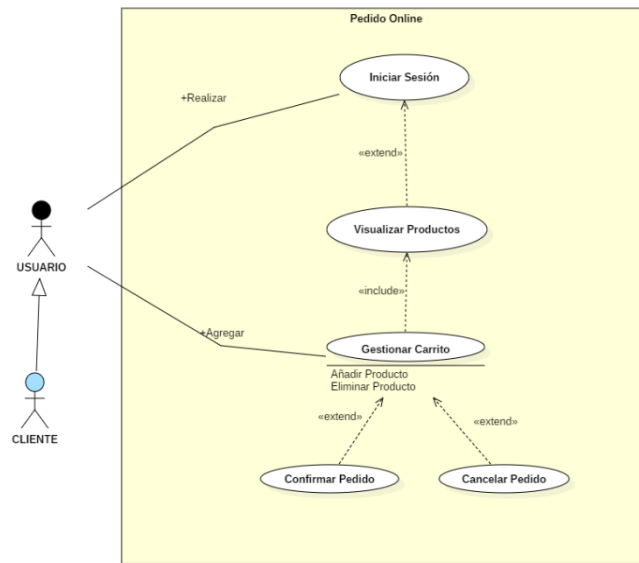 Pedido Online
Iniciar Sesión
+Realizar
«extend»
Visualizar Productos
USUARIO
«include»
+Agregar
Gestionar Carrito
Añadir Producto
Eliminar Producto
CLIENTE
«extend»
«extend»
Confirmar Pedido
Cancelar Pedido